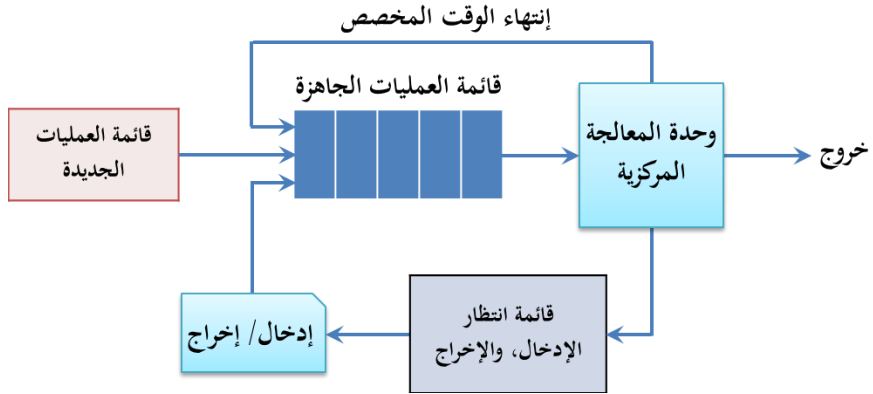 إنتهاء الوقت المخصص
قائمة العمليات الجاهزة
قائمة العمليات
الجديدة
وحدة المعالجة
المركزية
خروج
قائمة انتظار
الإدخال، والإخراج
إدخال/ إخراج